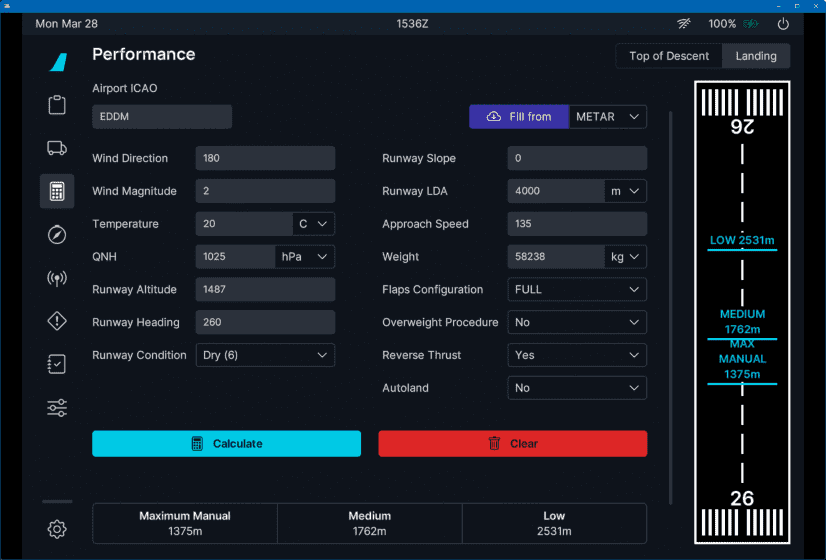 Mon Mar 28
1536Z
100%
Performance
Top of Descent
Landing
Airport ICAO
EDDM
Fill from
METAR
Wind Direction 180
Wind Magnitude 2
Temperature 20 C
QNH 1025 hPa
Runway Altitude 1487
Runway Heading 260
Runway Condition Dry (6)
Runway Slope 0
Runway LDA 4000 m
Approach Speed 135
Weight 58238 kg
Flaps Configuration FULL
Overweight Procedure No
Reverse Thrust Yes
Autoland No
Calculate
Clear
Maximum Manual
1375m
Medium
1762m
Low
2531m
26
LOW 2531m
MEDIUM
1762m
MAX
MANUAL
1375m
26